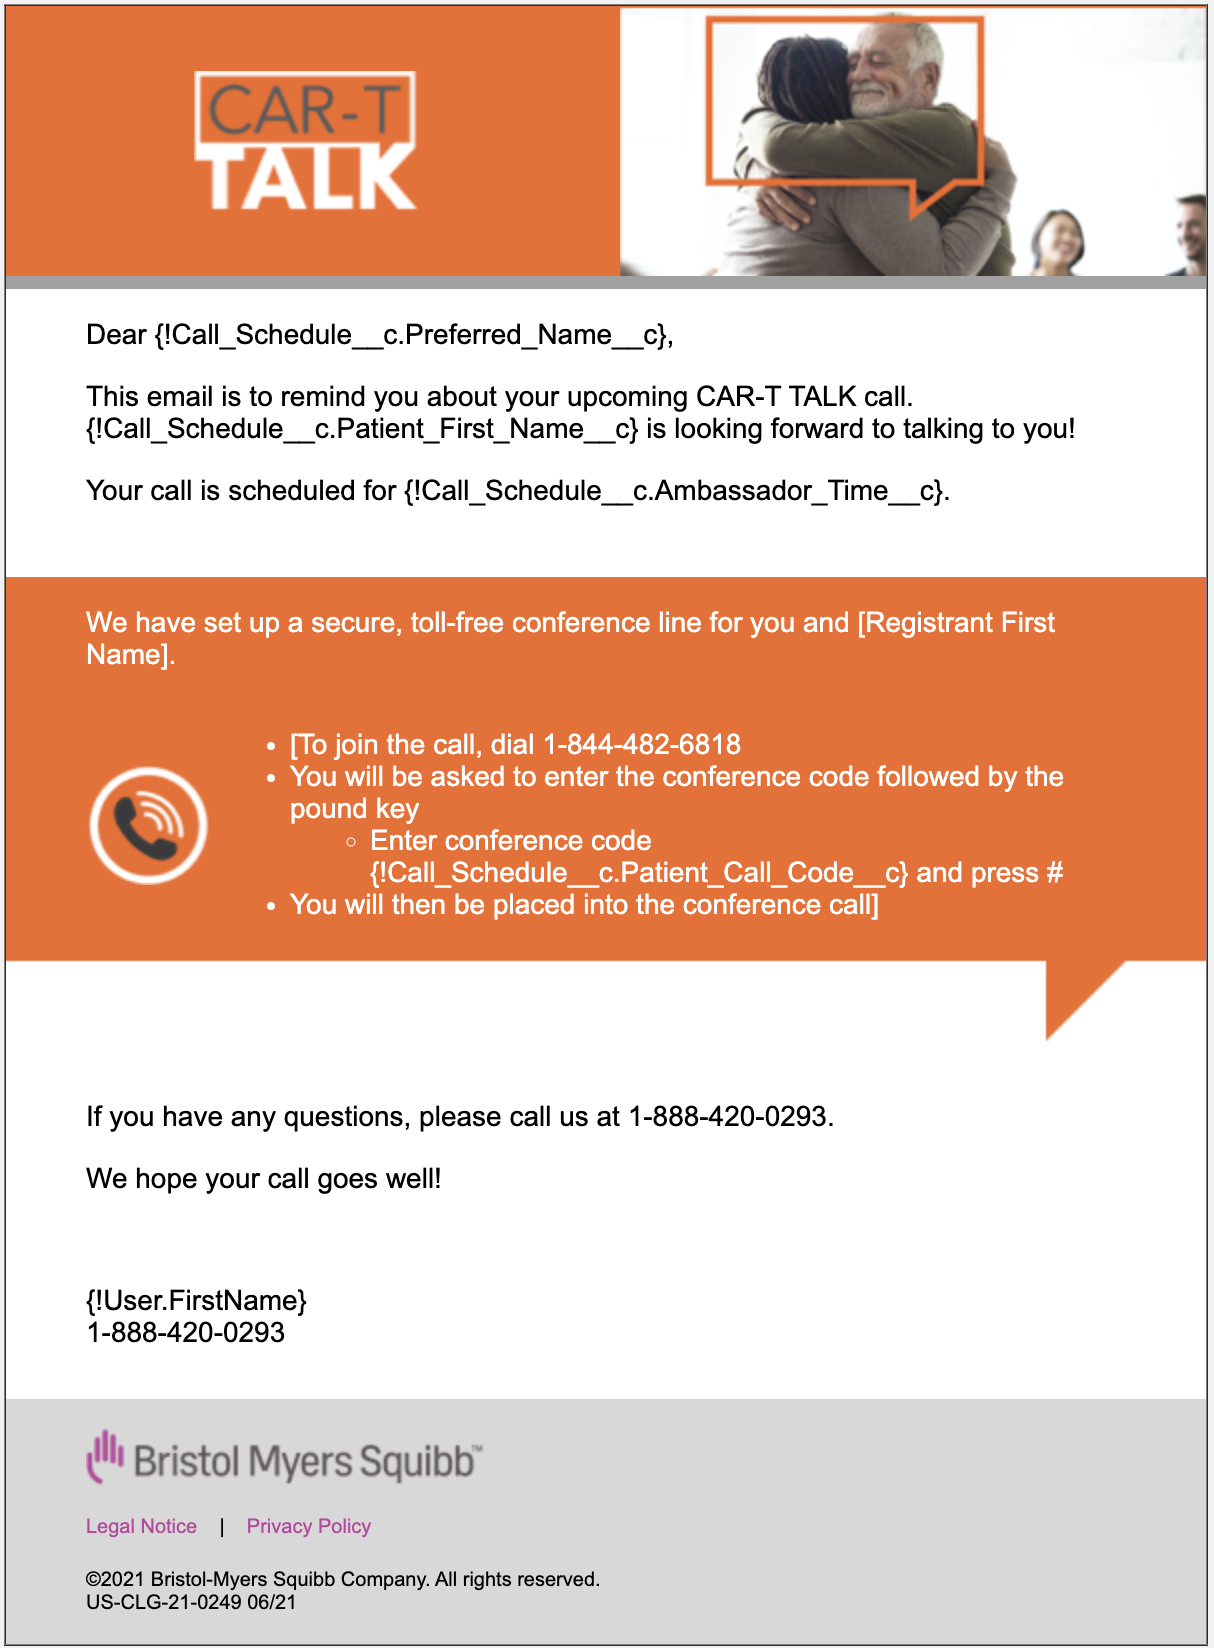 CAR-T
TALK
Dear {!Call_Schedule__c.Preferred_Name__c},
This email is to remind you about your upcoming CAR-T TALK call.
{!Call_Schedule__c.Patient_First_Name__c} is looking forward to talking to you!
Your call is scheduled for {!Call_Schedule__c.Ambassador_Time__c}.
We have set up a secure, toll-free conference line for you and [Registrant First
Name].
• [To join the call, dial 1-844-482-6818
• You will be asked to enter the conference code followed by the
pound key
◦ Enter conference code
{!Call_Schedule__c.Patient_Call_Code__c} and press #
• You will then be placed into the conference call]
If you have any questions, please call us at 1-888-420-0293.
We hope your call goes well!
{!User.FirstName}
1-888-420-0293
Bristol Myers Squibb™
Legal Notice | Privacy Policy
©2021 Bristol-Myers Squibb Company. All rights reserved.
US-CLG-21-0249 06/21